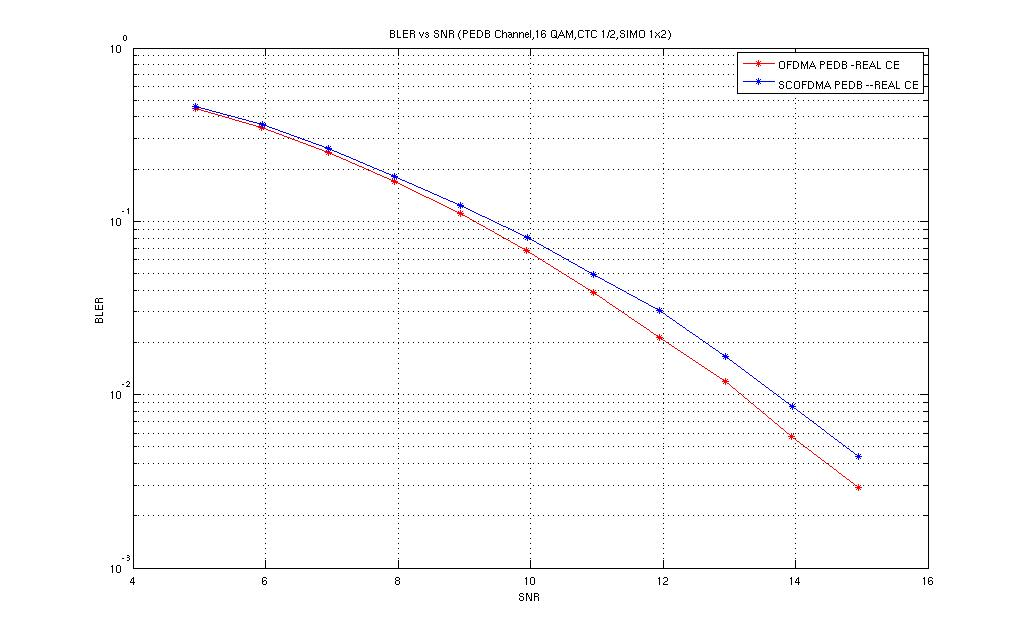 BLER vs SNR (PEDB Channel,16 QAM,CTC 1/2,SIMO 1x2)
OFDMA PEDB -REAL CE
SCOFDMA PEDB --REAL CE
10^0
10^-1
10^-2
10^-3
BLER
4 6 8 10 12 14 16
SNR